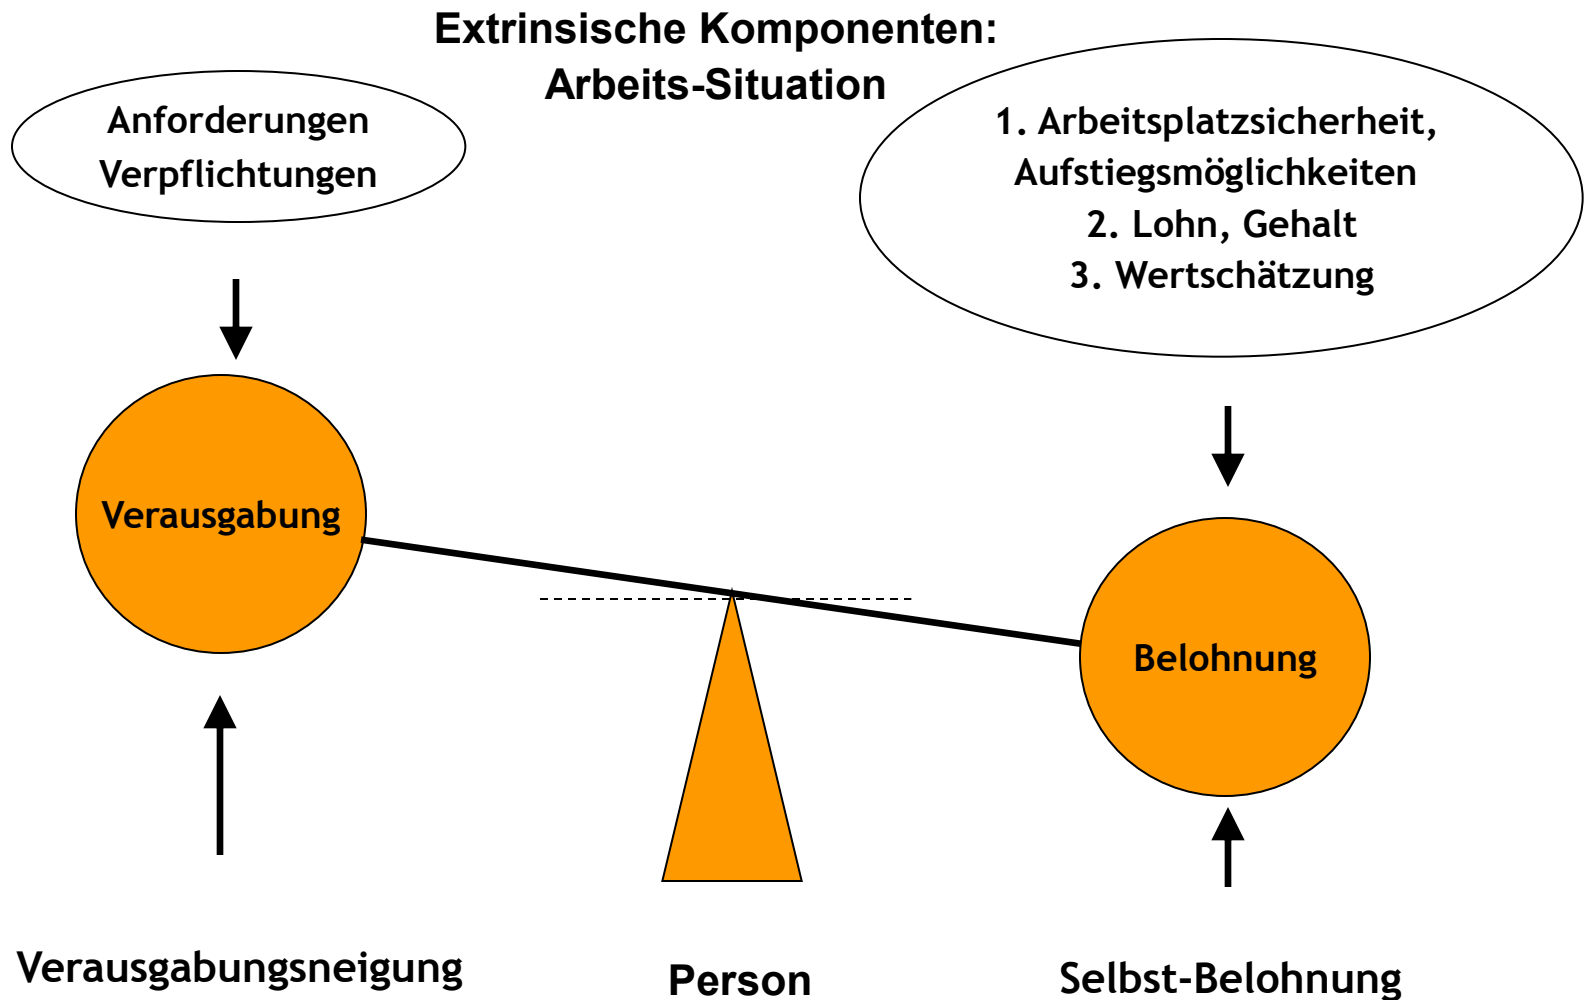 Extrinsische Komponenten:
Arbeits-Situation
Anforderungen
Verpflichtungen
1. Arbeitsplatzsicherheit,
Aufstiegsmöglichkeiten
2. Lohn, Gehalt
3. Wertschätzung
Verausgabung
Belohnung
Verausgabungsneigung
Person
Selbst-Belohnung